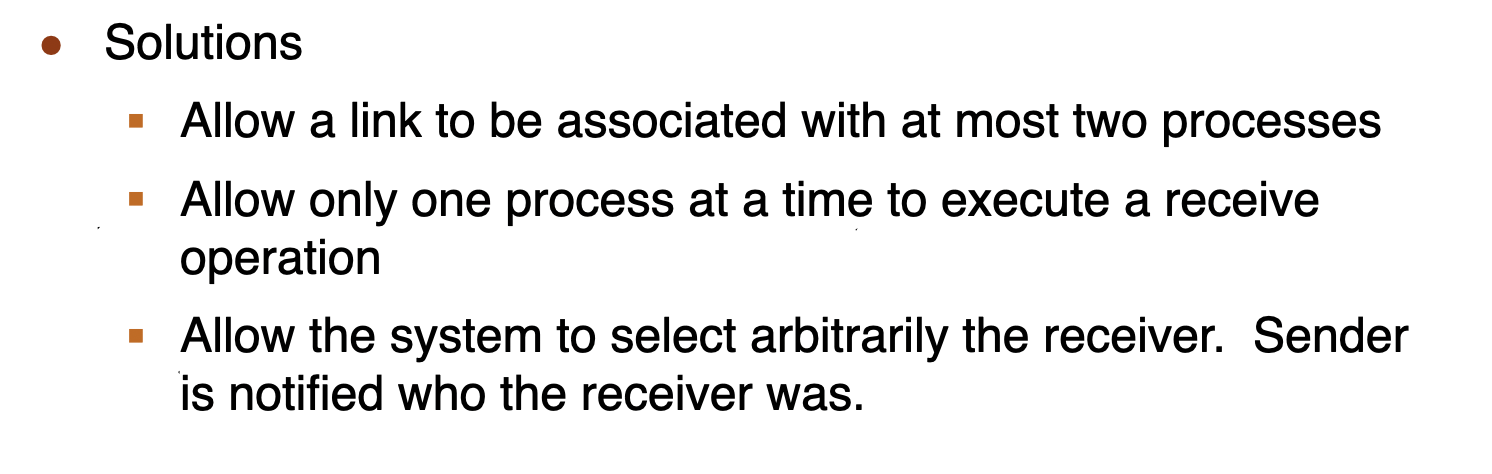 Solutions
Allow a link to be associated with at most two processes
Allow only one process at a time to execute a receive
operation
Allow the system to select arbitrarily the receiver.  Sender
is notified who the receiver was.